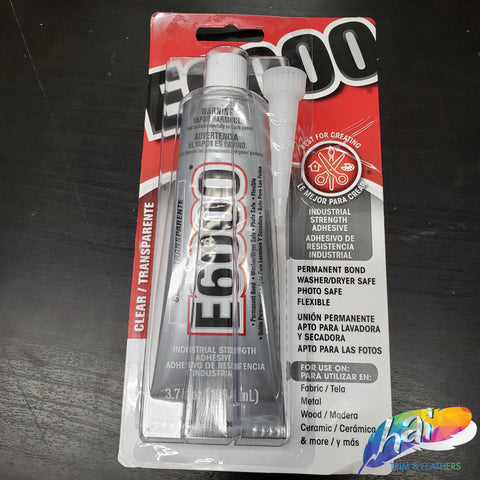 E6000
WARNING
VAPOR HARMFUL.
ADVERTENCIA
EL VAPOR ES DAÑINO.
E6000
INDUSTRIAL STRENGTH
ADHESIVE
ADHESIVO DE RESISTENCIA
INDUSTRIAL
CLEAR / TRANSPARENTE
BEST FOR CREATING
LE MEJOR PARA CREAR
INDUSTRIAL
STRENGTH
ADHESIVE
ADHESIVO DE
RESISTENCIA
INDUSTRIAL
PERMANENT BOND
WASHER/DRYER SAFE
PHOTO SAFE
FLEXIBLE
UNIÓN PERMANENTE
APTO PARA LAVADORA
Y SECADORA
APTO PARA LAS FOTOS
FOR USE ON:
PARA UTILIZAR EN:
Fabric / Tela
Metal
Wood / Madera
Ceramic / Cerámica
& more / y más
hai
TRIM & FEATHERS